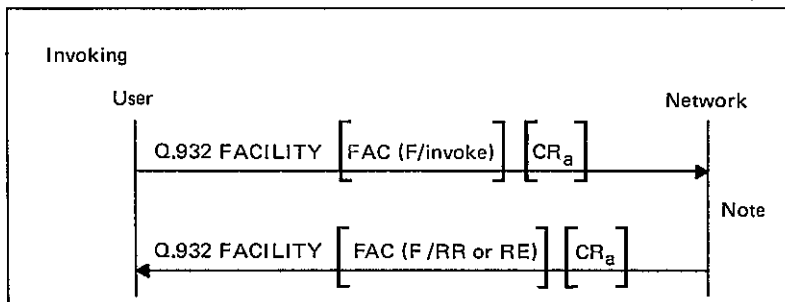 Invoking
User Network
Q.932 FACILITY [FAC (F/invoke)] [CRa]
Note
Q.932 FACILITY [FAC (F/RR or RE)] [CRa]